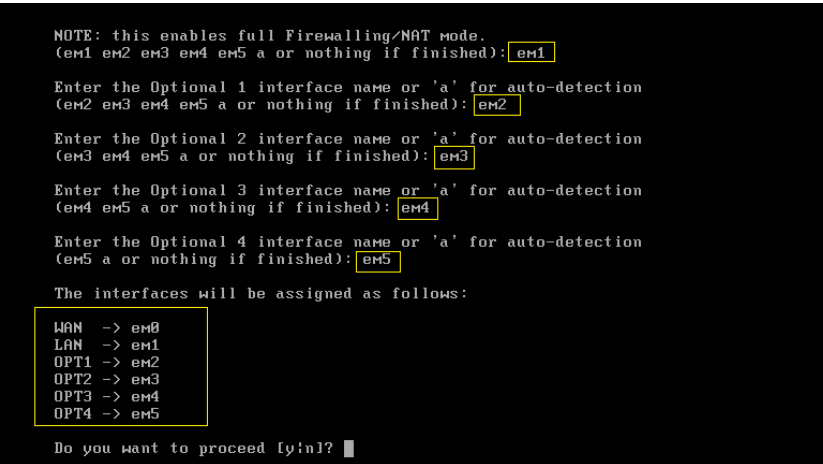 NOTE: this enables full Firewalling/NAT mode.
(em1 em2 em3 em4 em5 a or nothing if finished): em1
Enter the Optional 1 interface name or 'a' for auto-detection
(em2 em3 em4 em5 a or nothing if finished): em2
Enter the Optional 2 interface name or 'a' for auto-detection
(em3 em4 em5 a or nothing if finished): em3
Enter the Optional 3 interface name or 'a' for auto-detection
(em4 em5 a or nothing if finished): em4
Enter the Optional 4 interface name or 'a' for auto-detection
(em5 a or nothing if finished): em5
The interfaces will be assigned as follows:
WAN -> em0
LAN -> em1
OPT1 -> em2
OPT2 -> em3
OPT3 -> em4
OPT4 -> em5
Do you want to proceed [y¦n]?